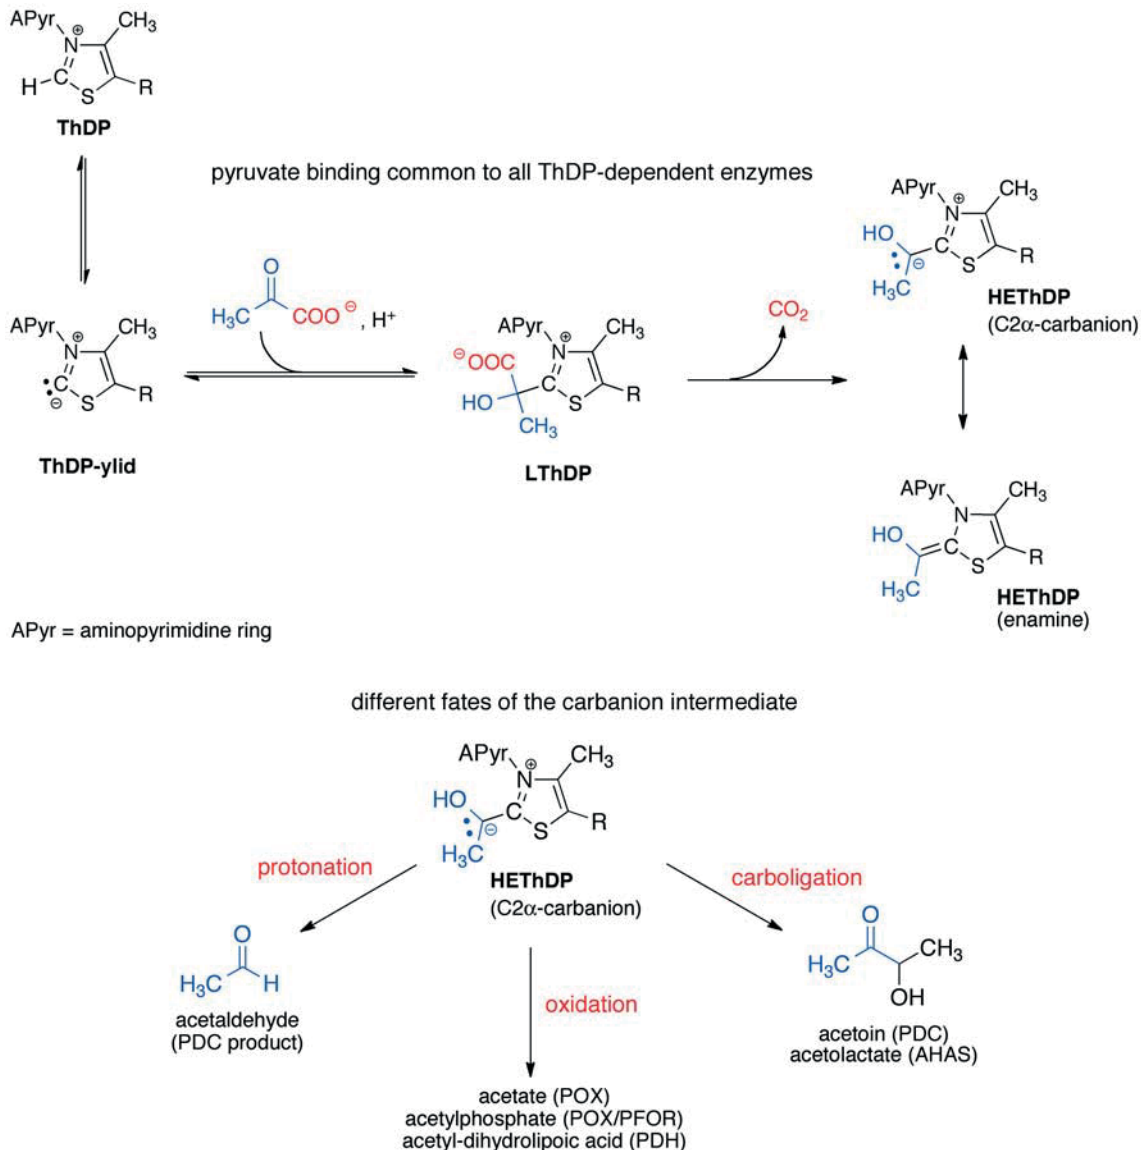 APyr
CH₃
N
⊕
H
C
S
R
ThDP
pyruvate binding common to all ThDP-dependent enzymes
APyr
CH₃
N
⊕
HO
C
⊖
S
R
H₃C
HEThDP
(C2α-carbanion)
O
H₃C
COO
⊖
, H⁺
CO₂
APyr
CH₃
N
⊕
C
⊖
S
R
ThDP-ylid
APyr
CH₃
N
⊕
⊖OOC
C
HO
S
R
CH₃
LThDP
APyr
CH₃
N
HO
C
S
R
H₃C
HEThDP
(enamine)
APyr = aminopyrimidine ring
different fates of the carbanion intermediate
APyr
CH₃
N
⊕
HO
C
⊖
S
R
H₃C
HEThDP
(C2α-carbanion)
protonation
carboligation
O
H₃C
H
acetaldehyde
(PDC product)
oxidation
O
H₃C
CH₃
OH
acetoin (PDC)
acetolactate (AHAS)
acetate (POX)
acetylphosphate (POX/PFOR)
acetyl-dihydrolipoic acid (PDH)